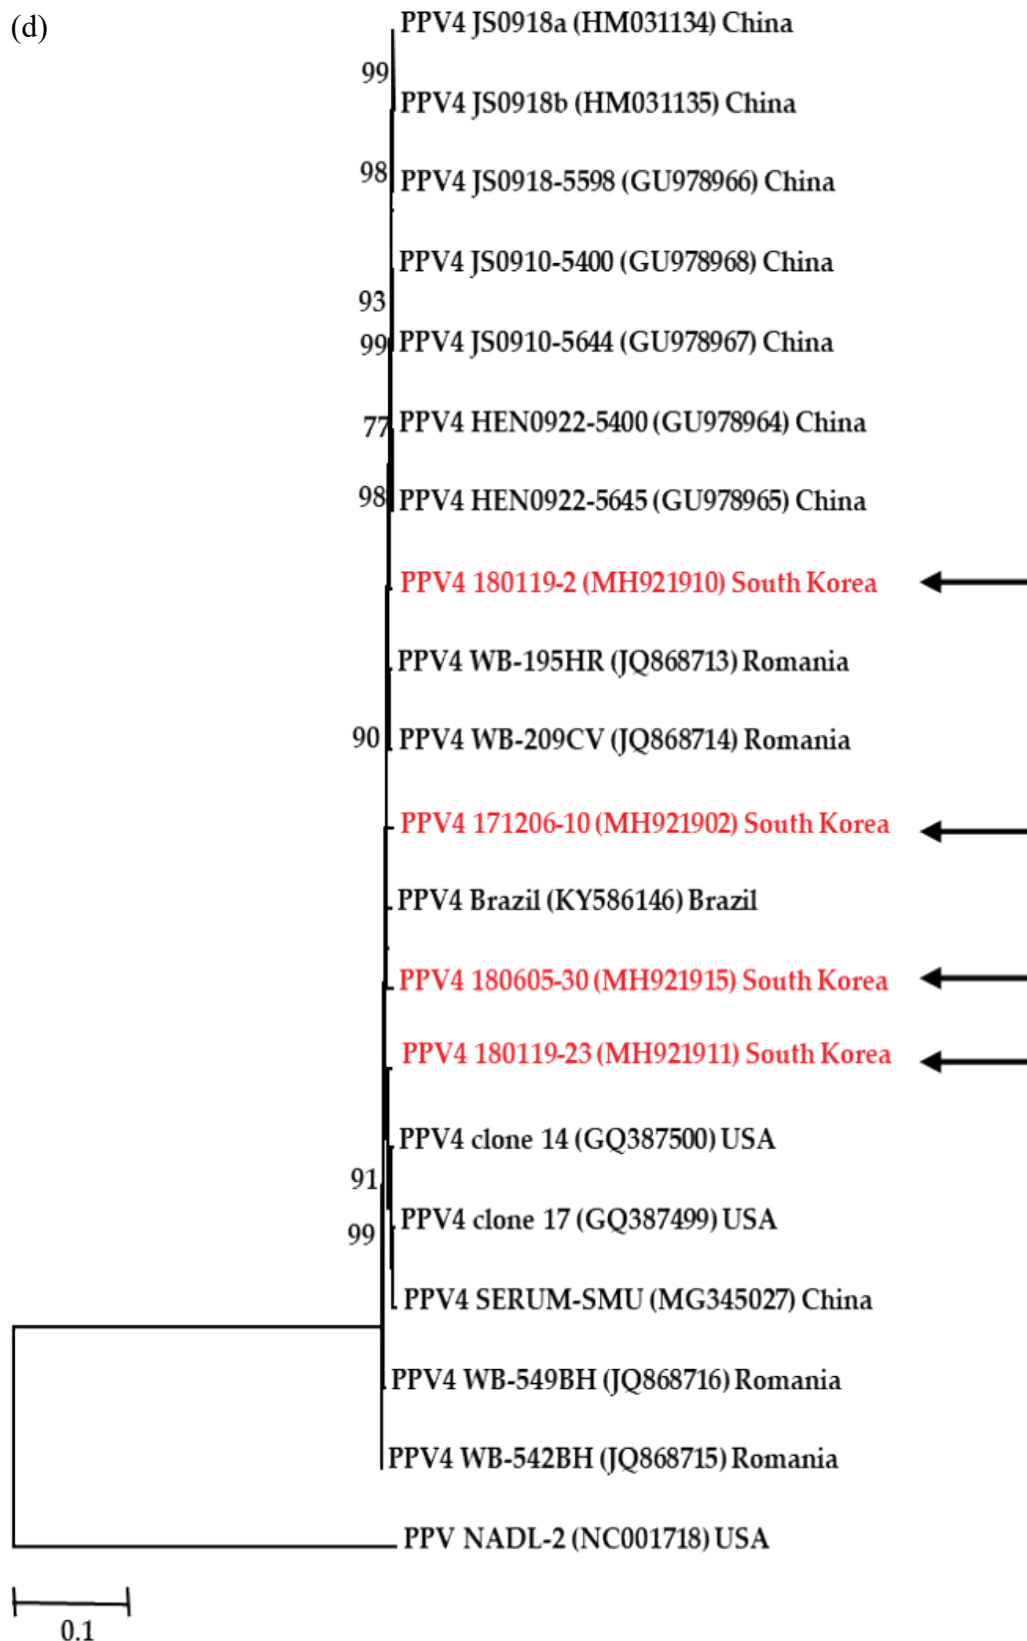 (d)
PPV4 JS0918a (HM031134) China
99
PPV4 JS0918b (HM031135) China
98
PPV4 JS0918-5598 (GU978966) China
PPV4 JS0910-5400 (GU978968) China
93
99
PPV4 JS0910-5644 (GU978967) China
77
PPV4 HEN0922-5400 (GU978964) China
98
PPV4 HEN0922-5645 (GU978965) China
PPV4 180119-2 (MH921910) South Korea
PPV4 WB-195HR (JQ868713) Romania
90
PPV4 WB-209CV (JQ868714) Romania
PPV4 171206-10 (MH921902) South Korea
PPV4 Brazil (KY586146) Brazil
PPV4 180605-30 (MH921915) South Korea
PPV4 180119-23 (MH921911) South Korea
PPV4 clone 14 (GQ387500) USA
91
PPV4 clone 17 (GQ387499) USA
99
PPV4 SERUM-SMU (MG345027) China
PPV4 WB-549BH (JQ868716) Romania
PPV4 WB-542BH (JQ868715) Romania
PPV NADL-2 (NC001718) USA
0.1